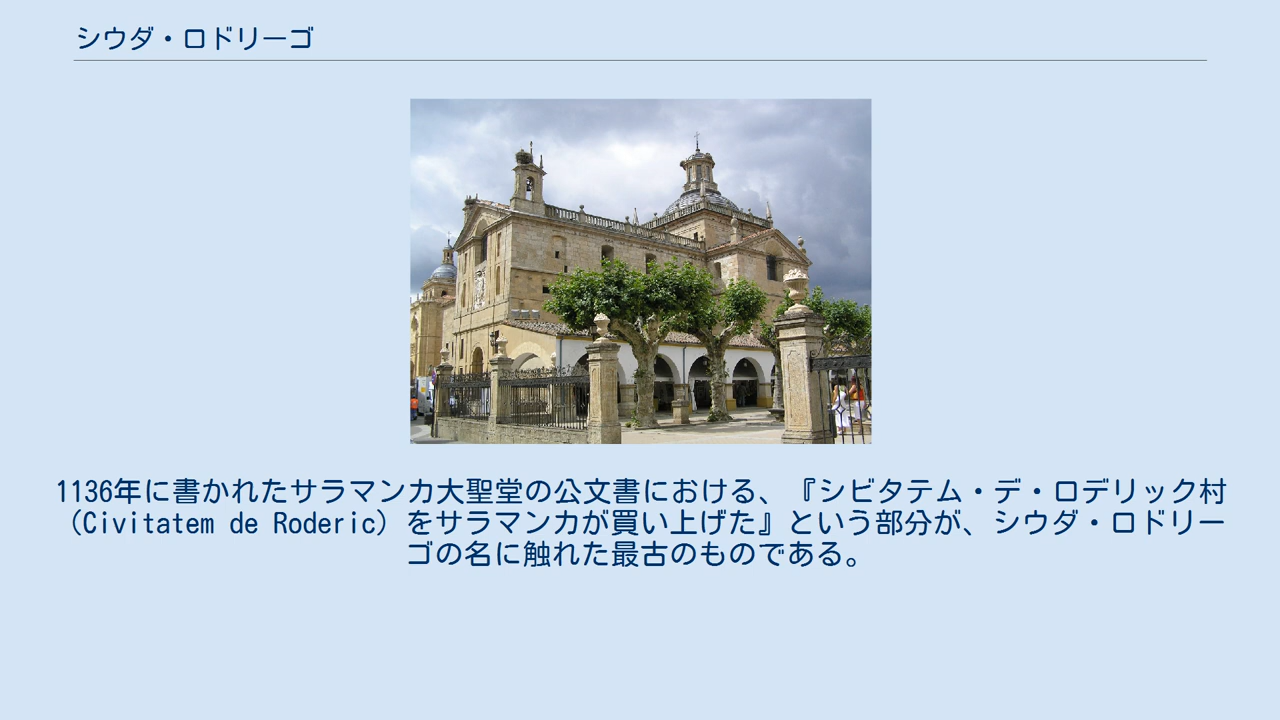 シウダ・ロドリーゴ
1136年に書かれたサラマンカ大聖堂の公文書における、『シビタテム・デ・ロデリック村
（Civitatem de Roderic）をサラマンカが買い上げた』という部分が、シウダ・ロドリー
ゴの名に触れた最古のものである。